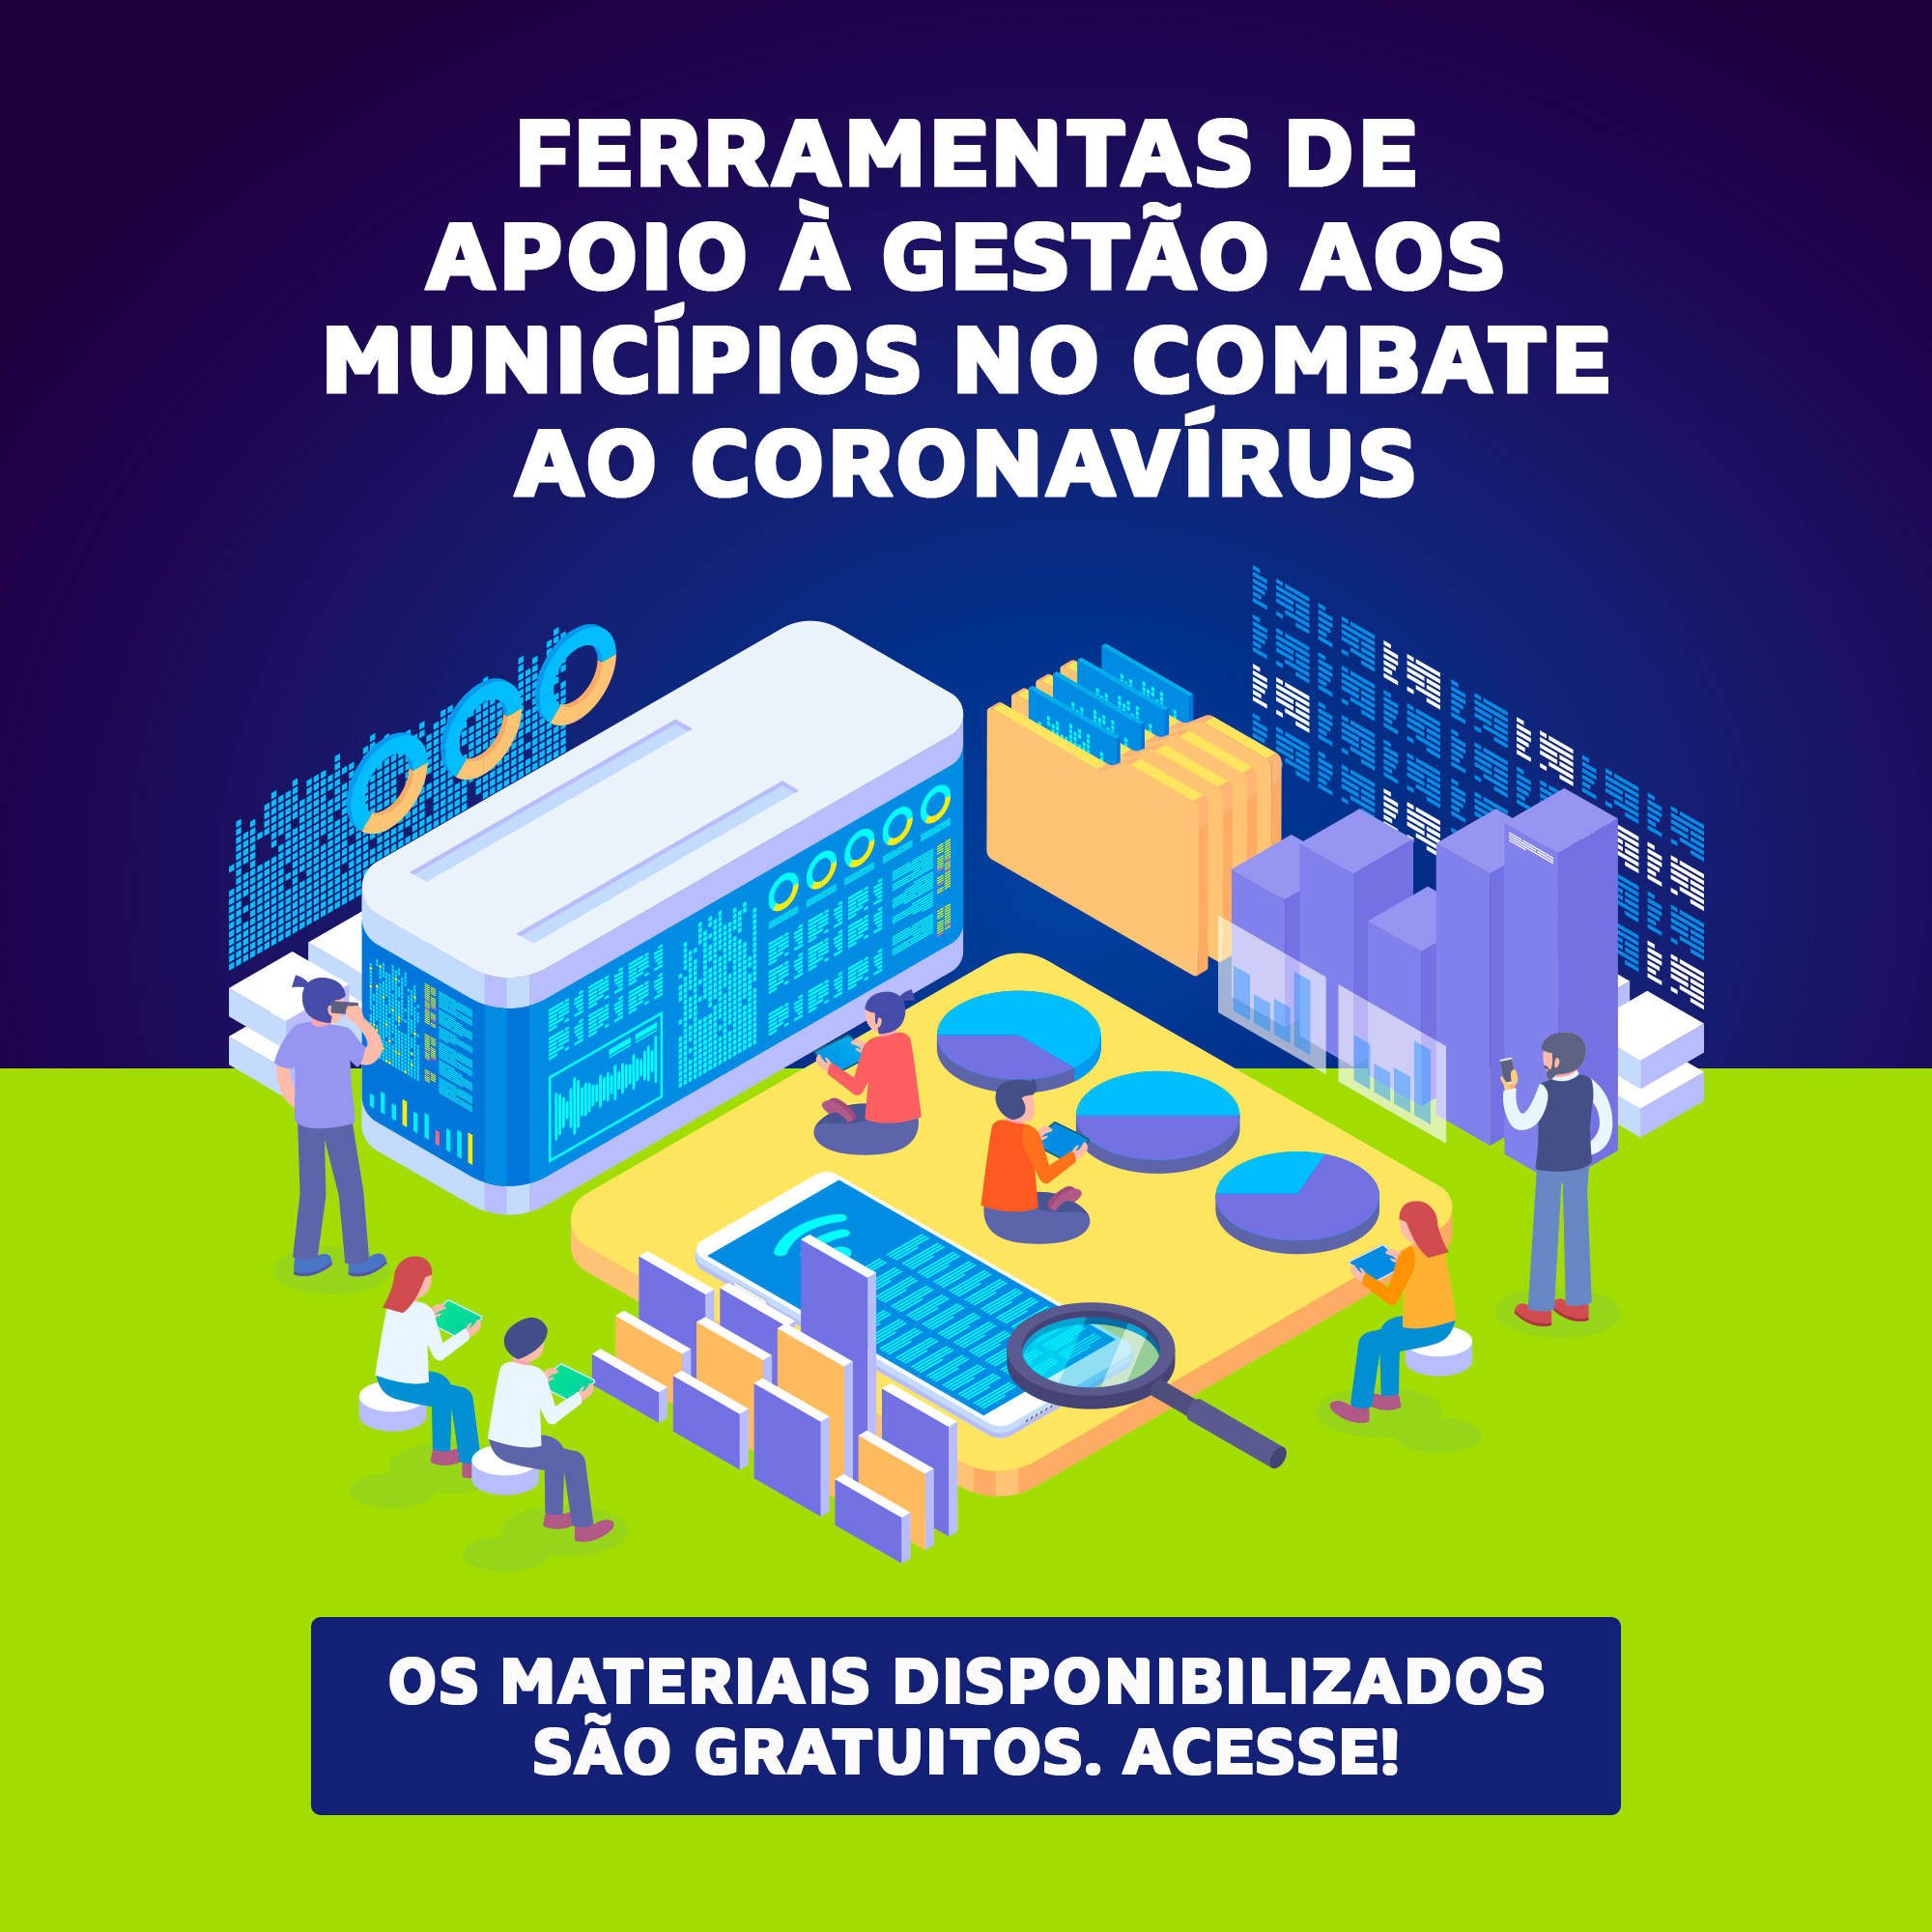 FERRAMENTAS DE
APOIO À GESTÃO AOS
MUNICÍPIOS NO COMBATE
AO CORONAVÍRUS
OS MATERIAIS DISPONIBILIZADOS
SÃO GRATUITOS. ACESSE!